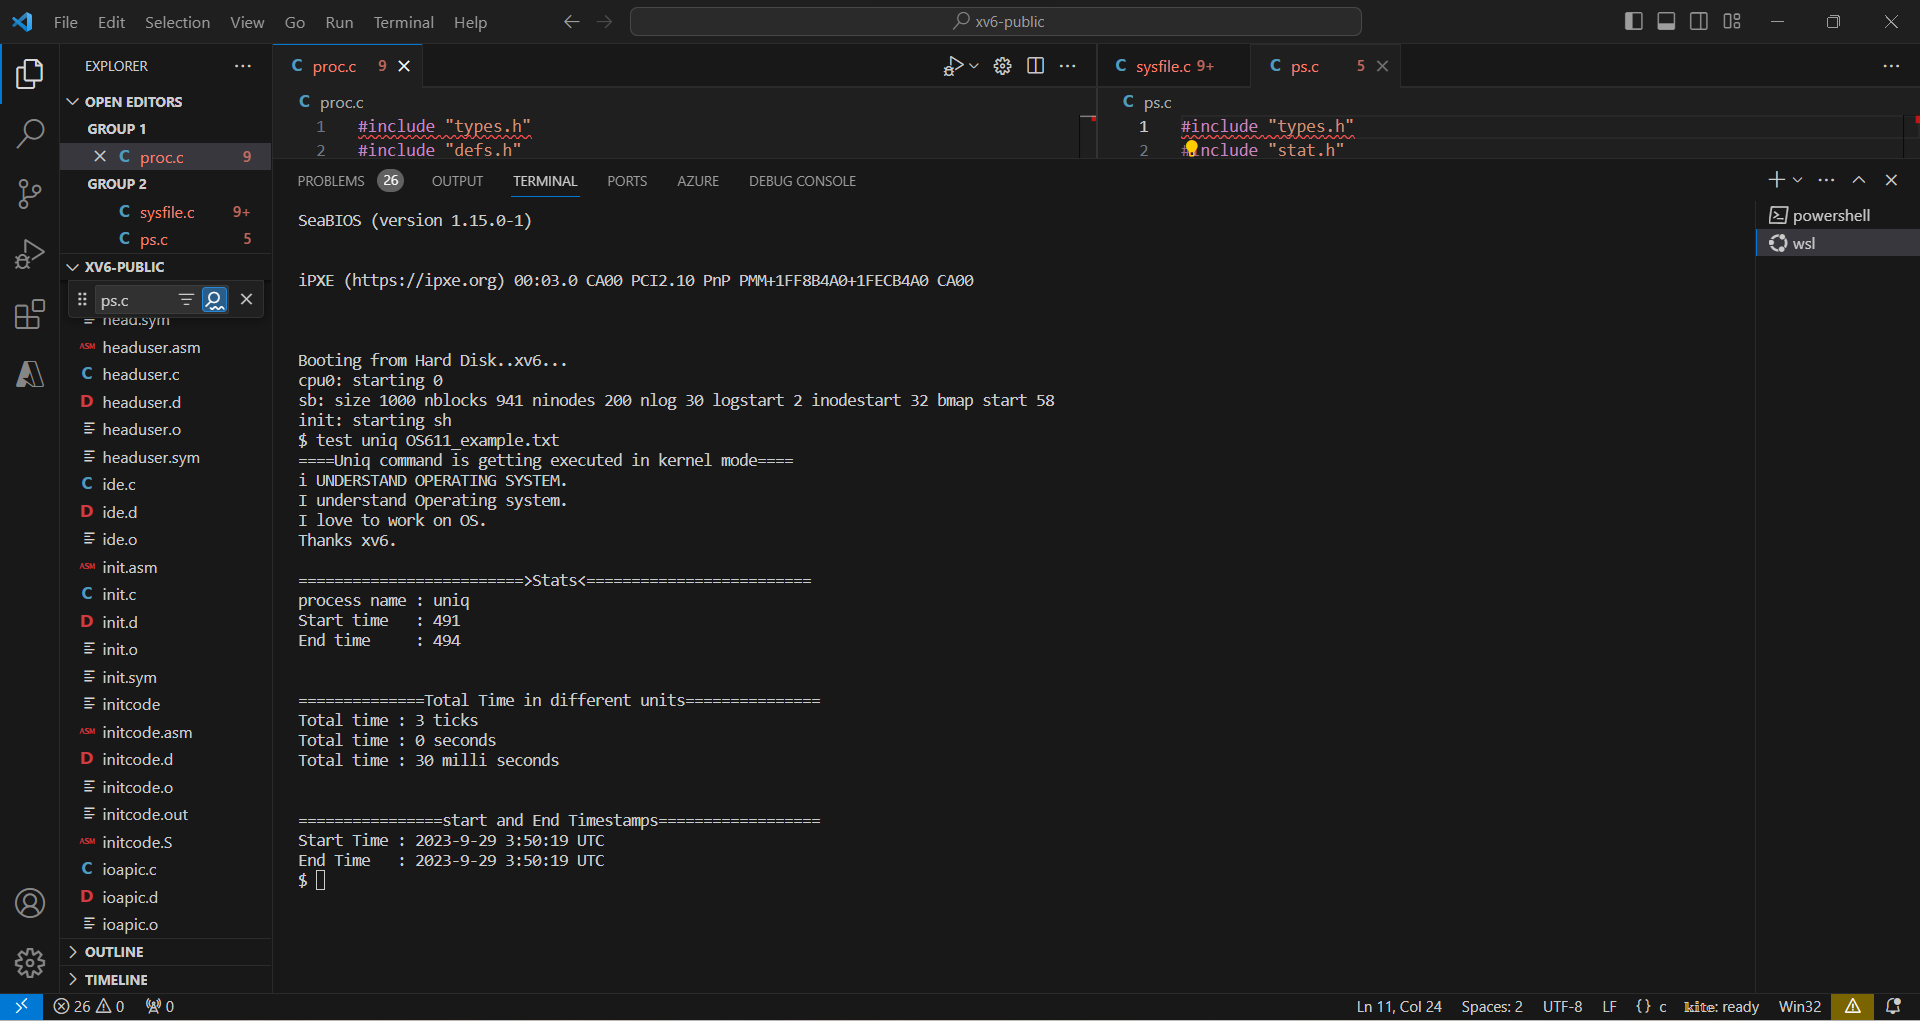 File Edit Selection View Go Run Terminal Help
xv6-public
EXPLORER
OPEN EDITORS
GROUP 1
proc.c 9
GROUP 2
sysfile.c 9+
ps.c 5
XV6-PUBLIC
ps.c
head.sym
headuser.asm
headuser.c
headuser.d
headuser.o
headuser.sym
ide.c
ide.d
ide.o
init.asm
init.c
init.d
init.o
init.sym
initcode
initcode.asm
initcode.d
initcode.o
initcode.out
initcode.S
ioapic.c
ioapic.d
ioapic.o
OUTLINE
TIMELINE
proc.c 9
proc.c
1 #include "types.h"
2 #include "defs.h"
sysfile.c 9+
ps.c 5
ps.c
1 #include "types.h"
2 #include "stat.h"
PROBLEMS 26 OUTPUT TERMINAL PORTS AZURE DEBUG CONSOLE
powershell
wsl
SeaBIOS (version 1.15.0-1)
iPXE (https://ipxe.org) 00:03.0 CA00 PCI2.10 PnP PMM+1FF8B4A0+1FECB4A0 CA00
Booting from Hard Disk..xv6...
cpu0: starting 0
sb: size 1000 nblocks 941 ninodes 200 nlog 30 logstart 2 inodestart 32 bmap start 58
init: starting sh
$ test uniq OS611_example.txt
====Uniq command is getting executed in kernel mode====
i UNDERSTAND OPERATING SYSTEM.
I understand Operating system.
I love to work on OS.
Thanks xv6.
=========================>Stats<=========================
process name : uniq
Start time   : 491
End time     : 494
==============Total Time in different units===============
Total time : 3 ticks
Total time : 0 seconds
Total time : 30 milli seconds
================start and End Timestamps==================
Start Time : 2023-9-29 3:50:19 UTC
End Time   : 2023-9-29 3:50:19 UTC
$
26 0 0
Ln 11, Col 24 Spaces: 2 UTF-8 LF {} c kite: ready Win32